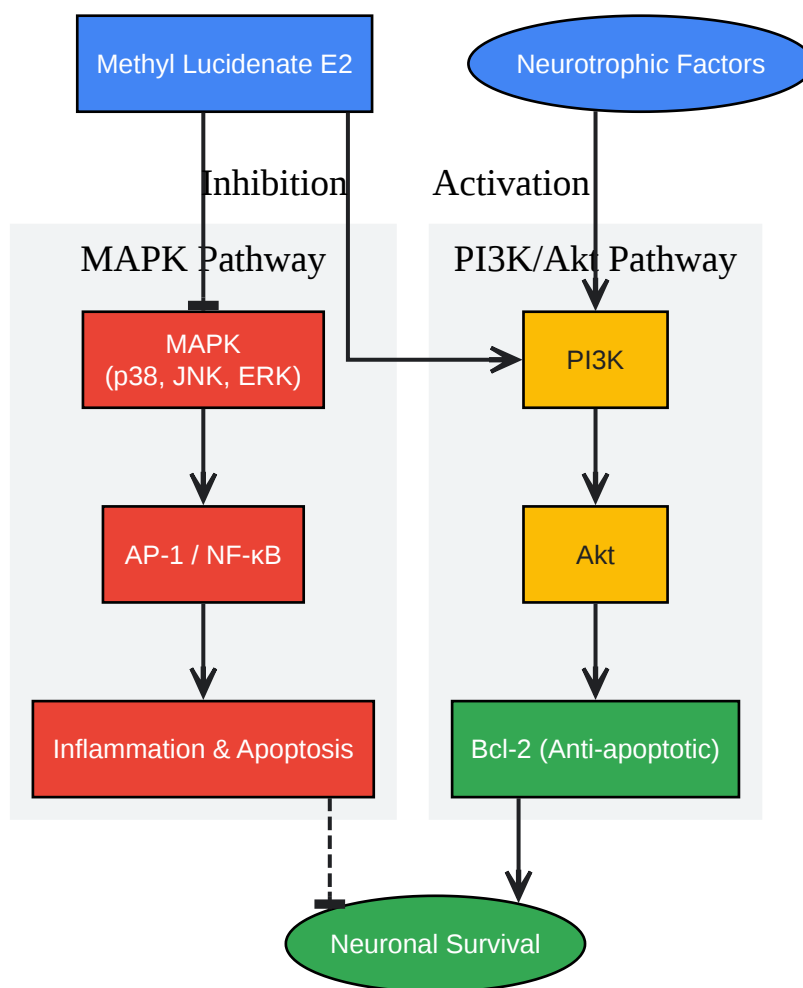 Methyl Lucidenate E2
Neurotrophic Factors
Inhibition
Activation
MAPK Pathway
PI3K/Akt Pathway
MAPK
(p38, JNK, ERK)
PI3K
AP-1 / NF-κB
Akt
Inflammation & Apoptosis
Bcl-2 (Anti-apoptotic)
Neuronal Survival